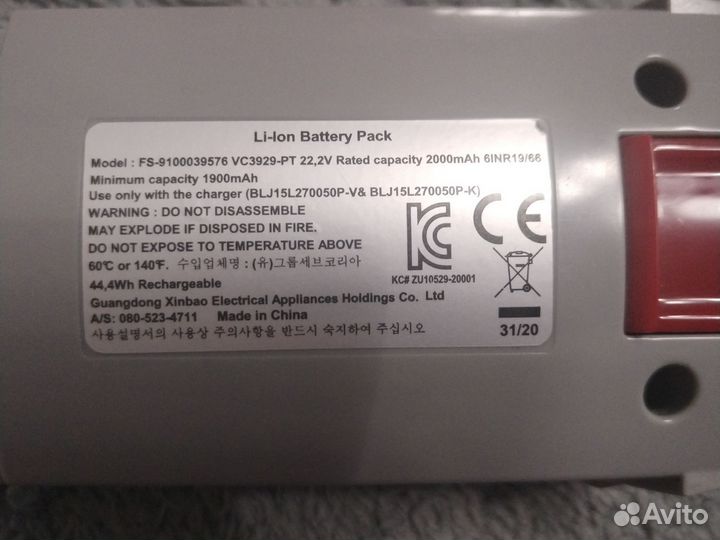 Li-Ion Battery Pack
Model : FS-9100039576 VC3929-PT 22,2V Rated capacity 2000mAh 6INR19/66
Minimum capacity 1900mAh
Use only with the charger (BLJ15L270050P-V& BLJ15L270050P-K)
WARNING : DO NOT DISASSEMBLE
MAY EXPLODE IF DISPOSED IN FIRE.
DO NOT EXPOSE TO TEMPERATURE ABOVE
60℃ or 140℉. 수입업체명 : (유)그룹세브코리아
44,4Wh Rechargeable
Guangdong Xinbao Electrical Appliances Holdings Co. Ltd
A/S: 080-523-4711 Made in China
사용설명서의 사용상 주의사항을 반드시 숙지하여 주십시오
KC
KC# ZU10529-20001
CE
31/20
Avito